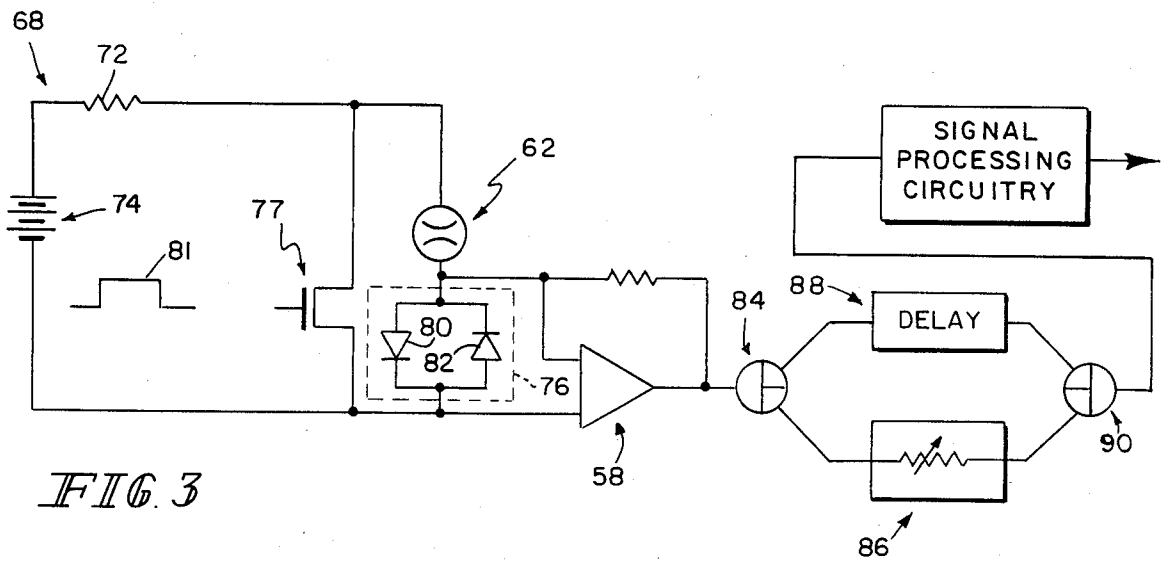 68
72
62
SIGNAL
PROCESSING
CIRCUITRY
74
77
81
84
88
DELAY
80
82
76
90
58
FIG. 3
86